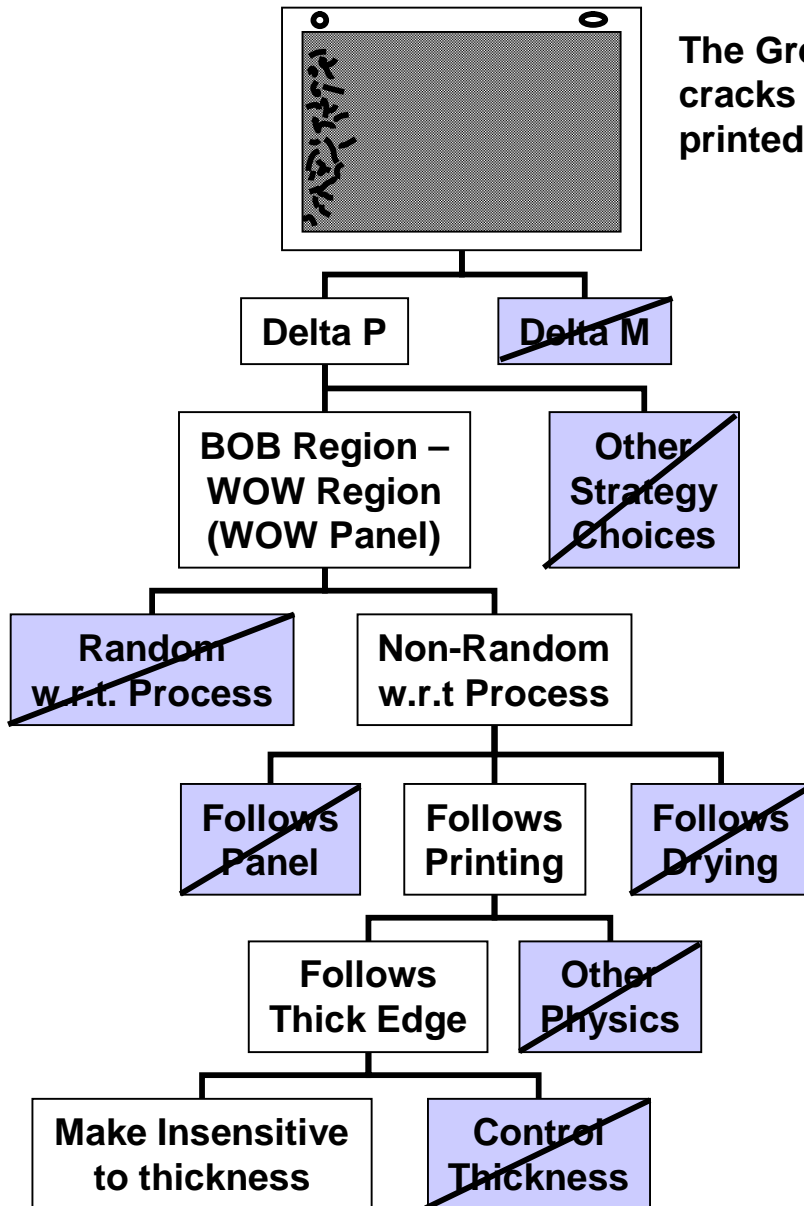 The Gre
cracks
printed
Delta P
Delta M
BOB Region –
WOW Region
(WOW Panel)
Other
Strategy
Choices
Random
w.r.t. Process
Non-Random
w.r.t Process
Follows
Panel
Follows
Printing
Follows
Drying
Follows
Thick Edge
Other
Physics
Make Insensitive
to thickness
Control
Thickness